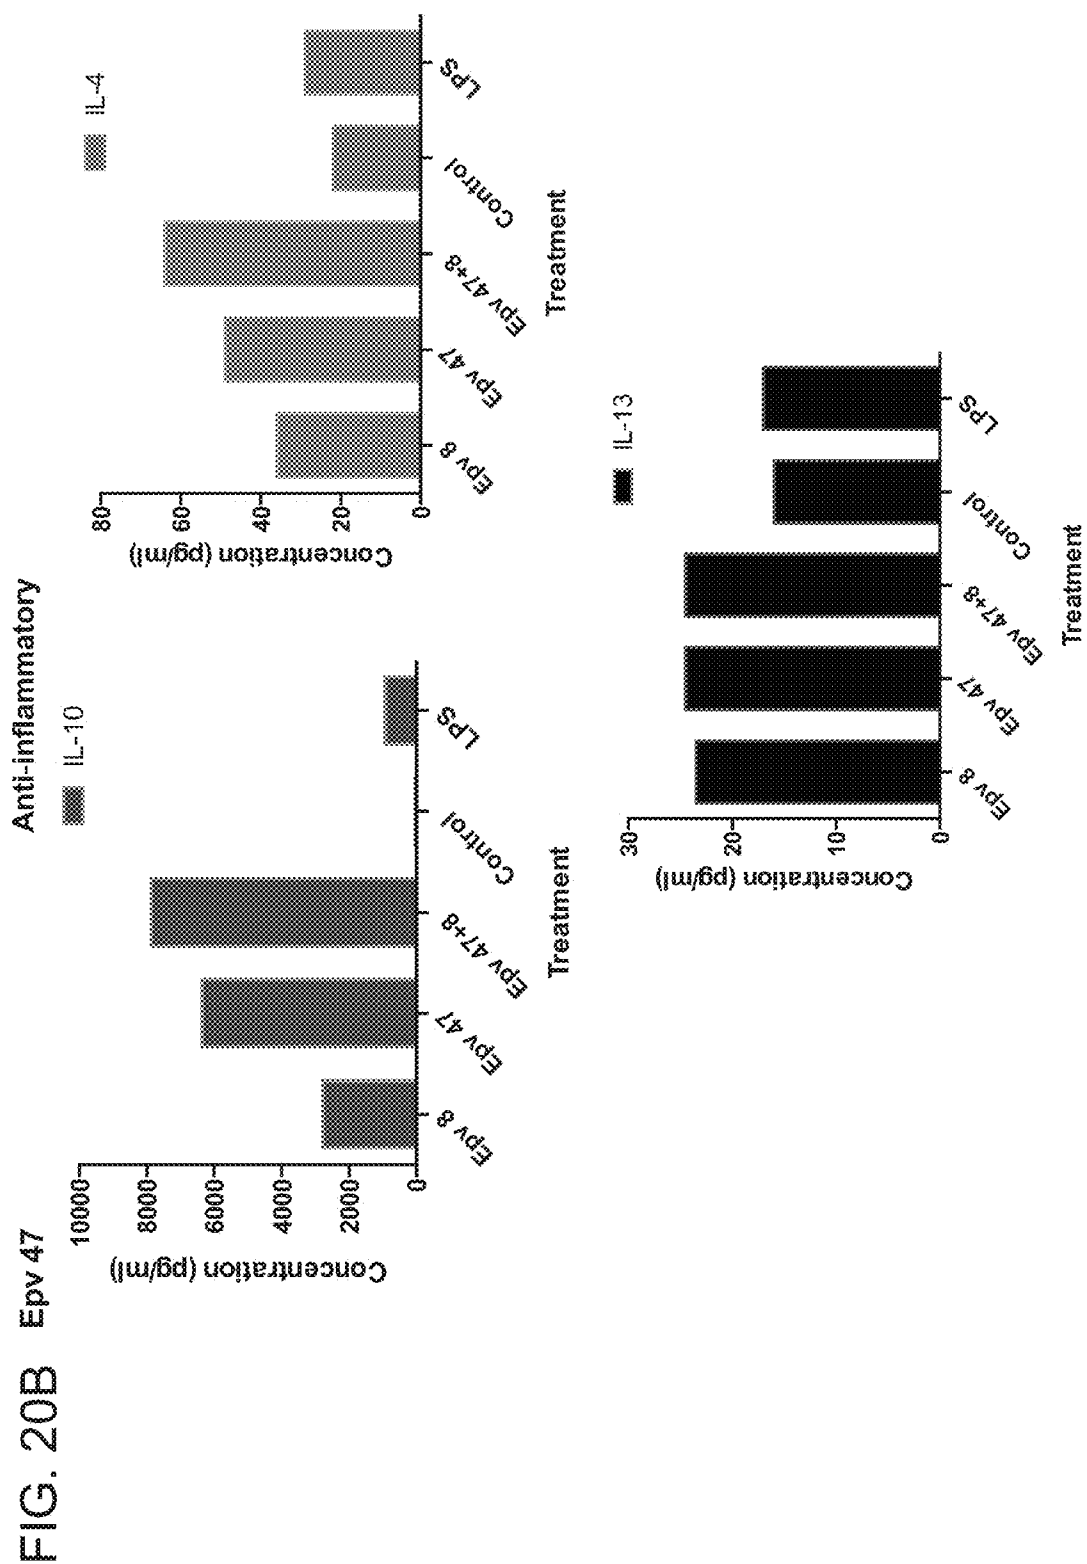 FIG. 20B Epv 47
Anti-inflammatory
IL-10
Concentration (pg/ml)
10000
8000
6000
4000
2000
0
Epv 8
Epv 47
Epv 47+8
Control
LPS
Treatment
IL-4
Concentration (pg/ml)
80
60
40
20
0
Epv 8
Epv 47
Epv 47+8
Control
LPS
Treatment
IL-13
Concentration (pg/ml)
30
20
10
0
Epv 8
Epv 47
Epv 47+8
Control
LPS
Treatment